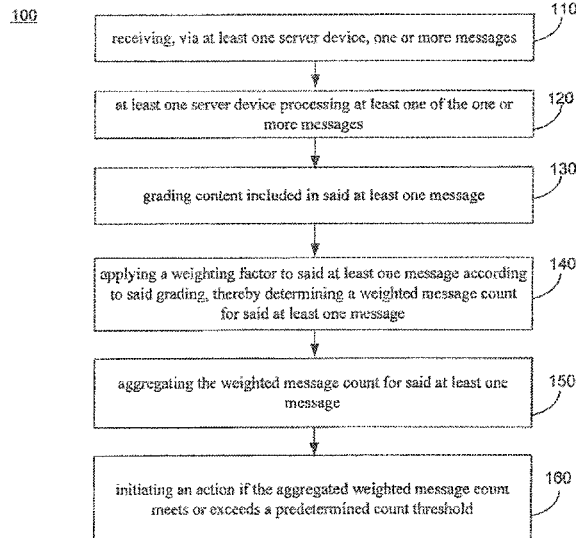 100
110
receiving, via at least one server device, one or more messages
120
at least one server device processing at least one of the one or
more messages
130
grading content included in said at least one message
140
applying a weighting factor to said at least one message according
to said grading, thereby determining a weighted message count
for said at least one message
150
aggregating the weighted message count for said at least one
message
160
initiating an action if the aggregated weighted message count
meets or exceeds a predetermined count threshold